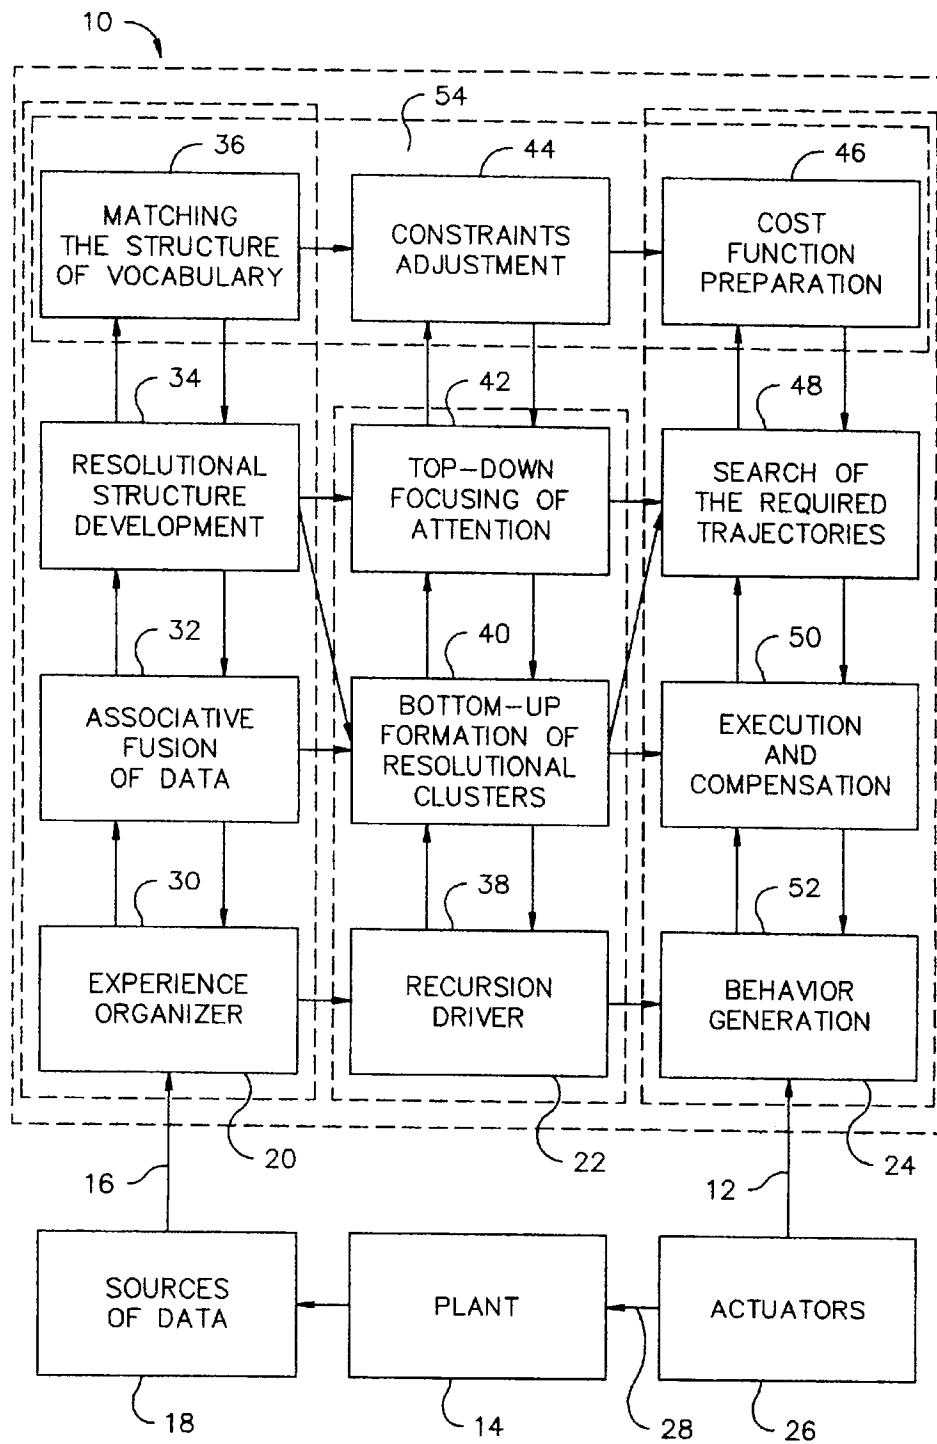 10
54
36
44
46
MATCHING
THE STRUCTURE
OF VOCABULARY
CONSTRAINTS
ADJUSTMENT
COST
FUNCTION
PREPARATION
34
42
48
RESOLUTIONAL
STRUCTURE
DEVELOPMENT
TOP-DOWN
FOCUSING OF
ATTENTION
SEARCH OF
THE REQUIRED
TRAJECTORIES
32
40
50
ASSOCIATIVE
FUSION
OF DATA
BOTTOM-UP
FORMATION OF
RESOLUTIONAL
CLUSTERS
EXECUTION
AND
COMPENSATION
30
38
52
EXPERIENCE
ORGANIZER
RECURSION
DRIVER
BEHAVIOR
GENERATION
16
20
22
12
24
SOURCES
OF DATA
PLANT
ACTUATORS
18
14
28
26